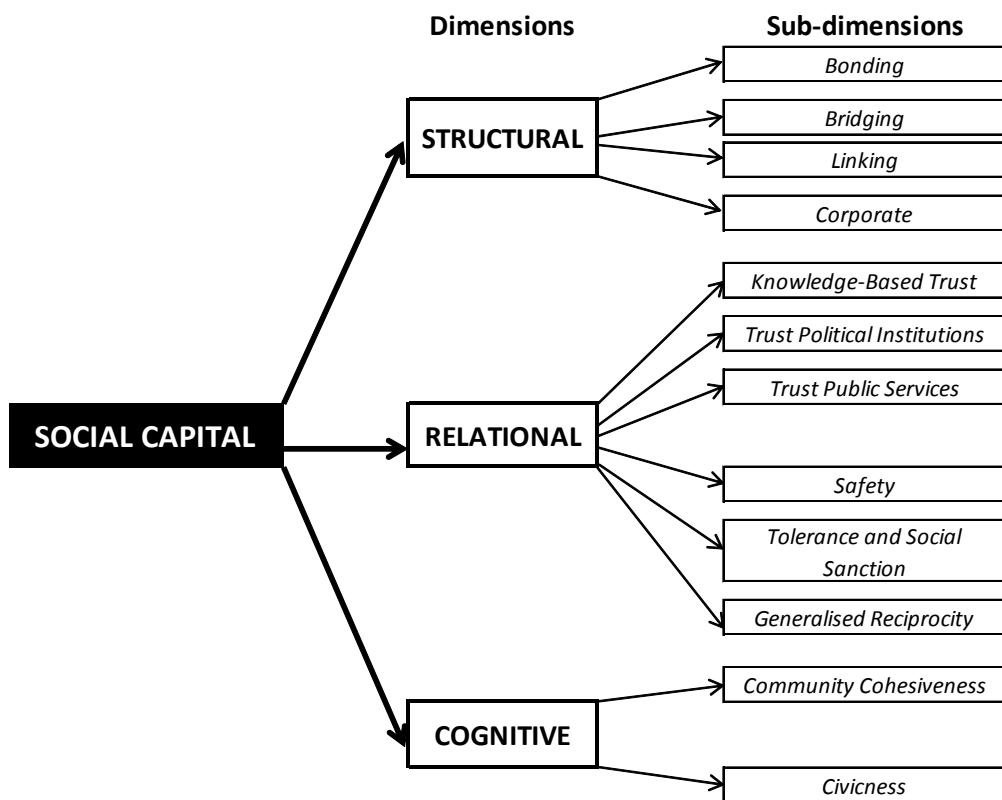 Dimensions
Sub-dimensions
Bonding
STRUCTURAL
Bridging
Linking
Corporate
Knowledge-Based Trust
Trust Political Institutions
Trust Public Services
SOCIAL CAPITAL
RELATIONAL
Safety
Tolerance and Social
Sanction
Generalised Reciprocity
Community Cohesiveness
COGNITIVE
Civicness